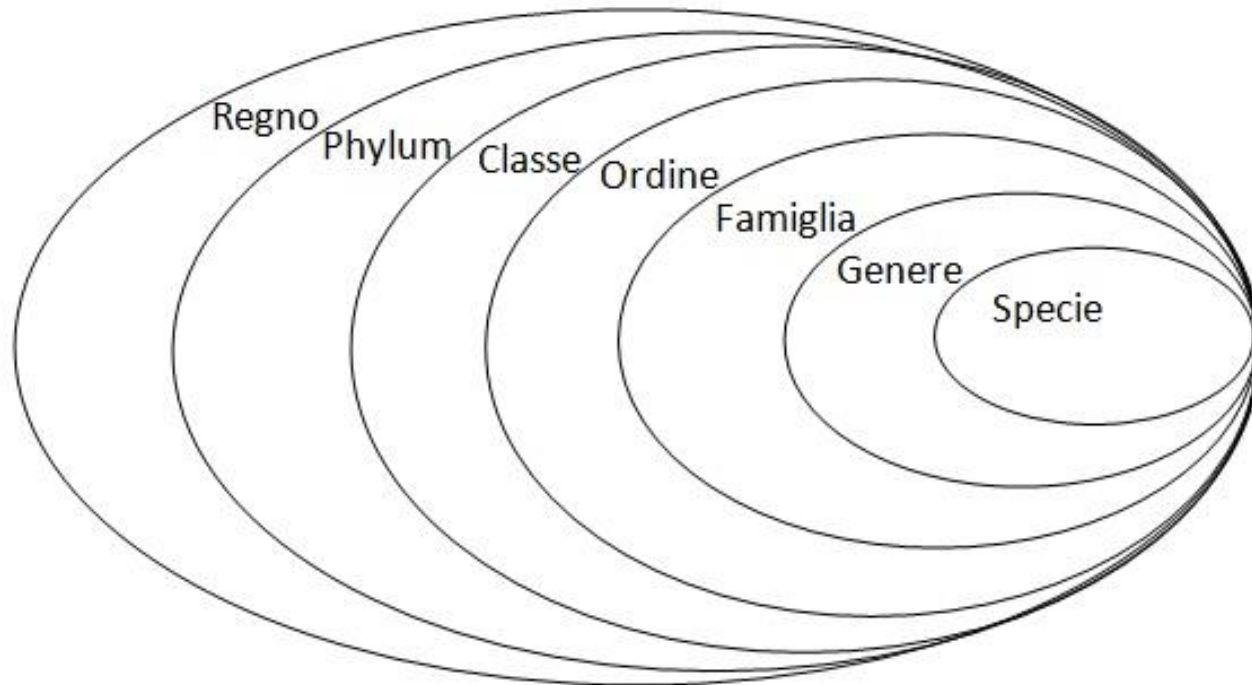 Regno
Phylum
Classe
Ordine
Famiglia
Genere
Specie